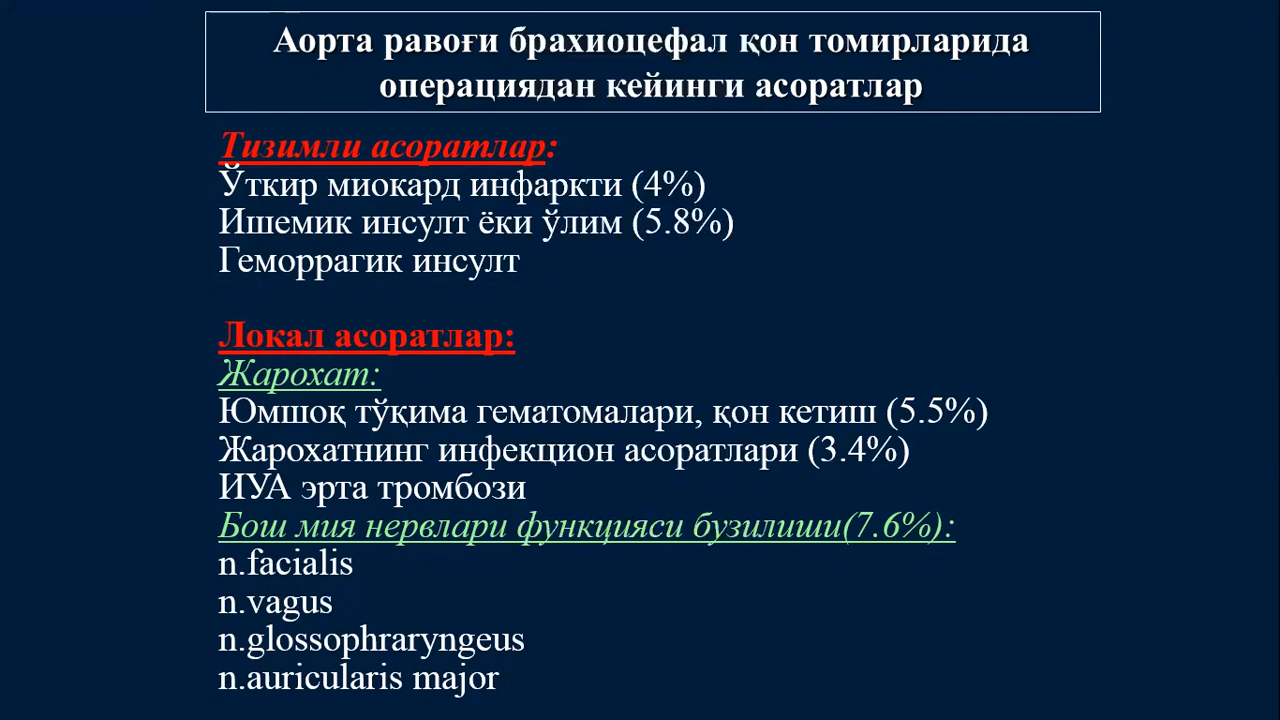 Аорта равоғи брахиоцефал қон томирларида
операциядан кейинги асоратлар
Тизимли асоратлар:
Ўткир миокард инфаркти (4%)
Ишемик инсулт ёки ўлим (5.8%)
Геморрагик инсулт
Локал асоратлар:
Жарохат:
Юмшоқ тўқима гематомалари, қон кетиш (5.5%)
Жарохатнинг инфекцион асоратлари (3.4%)
ИУА эрта тромбози
Бош мия нервлари функцияси бузилиши(7.6%):
n.facialis
n.vagus
n.glossophraryngeus
n.auricularis major